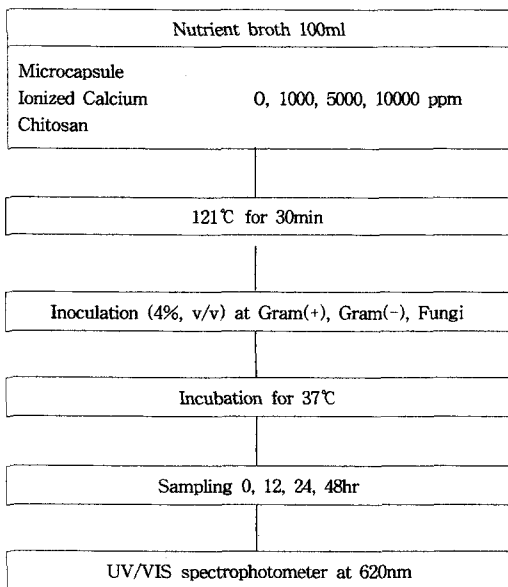 Nutrient broth 100ml
Microcapsule
Ionized Calcium 0, 1000, 5000, 10000 ppm
Chitosan
121℃ for 30min
Inoculation (4%, v/v) at Gram(+), Gram(-), Fungi
Incubation for 37℃
Sampling 0, 12, 24, 48hr
UV/VIS spectrophotometer at 620nm